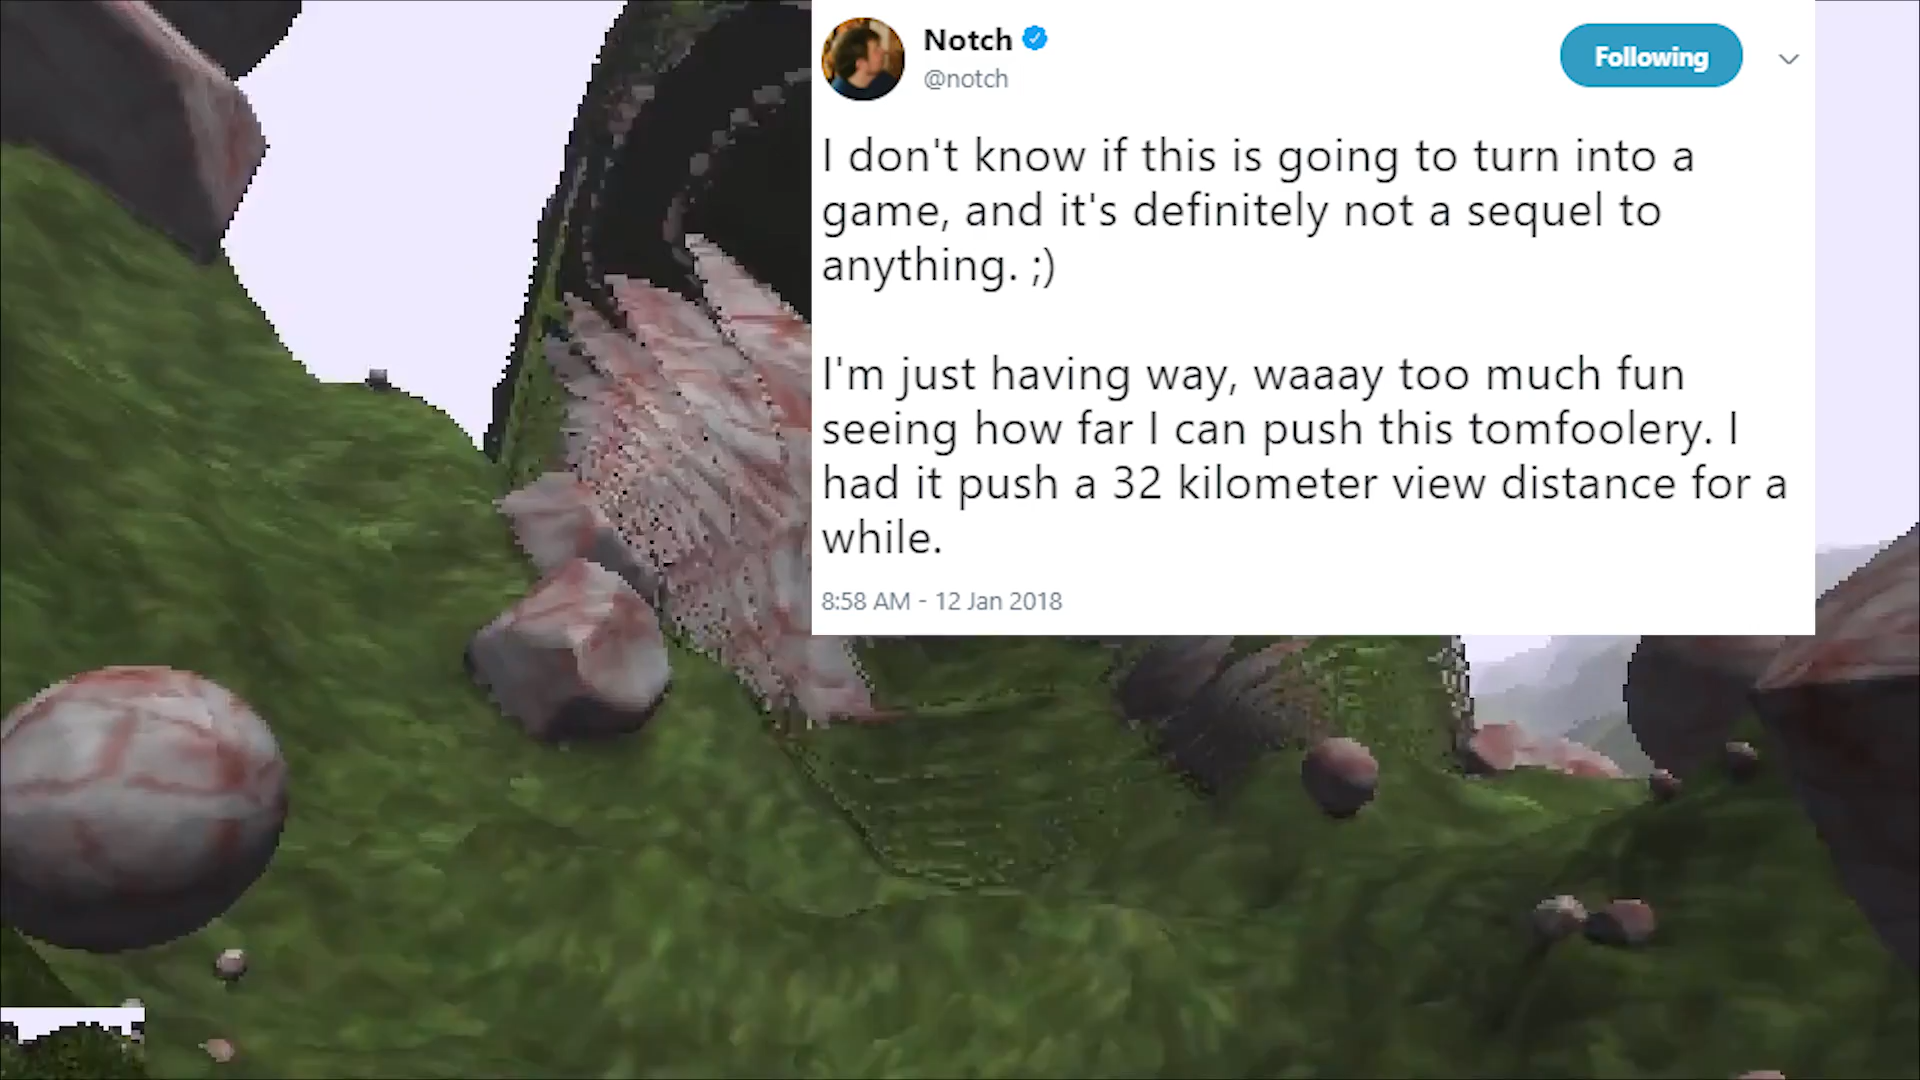 Notch
@notch
Following
I don't know if this is going to turn into a
game, and it's definitely not a sequel to
anything. ;)
I'm just having way, waaay too much fun
seeing how far I can push this tomfoolery. I
had it push a 32 kilometer view distance for a
while.
8:58 AM - 12 Jan 2018